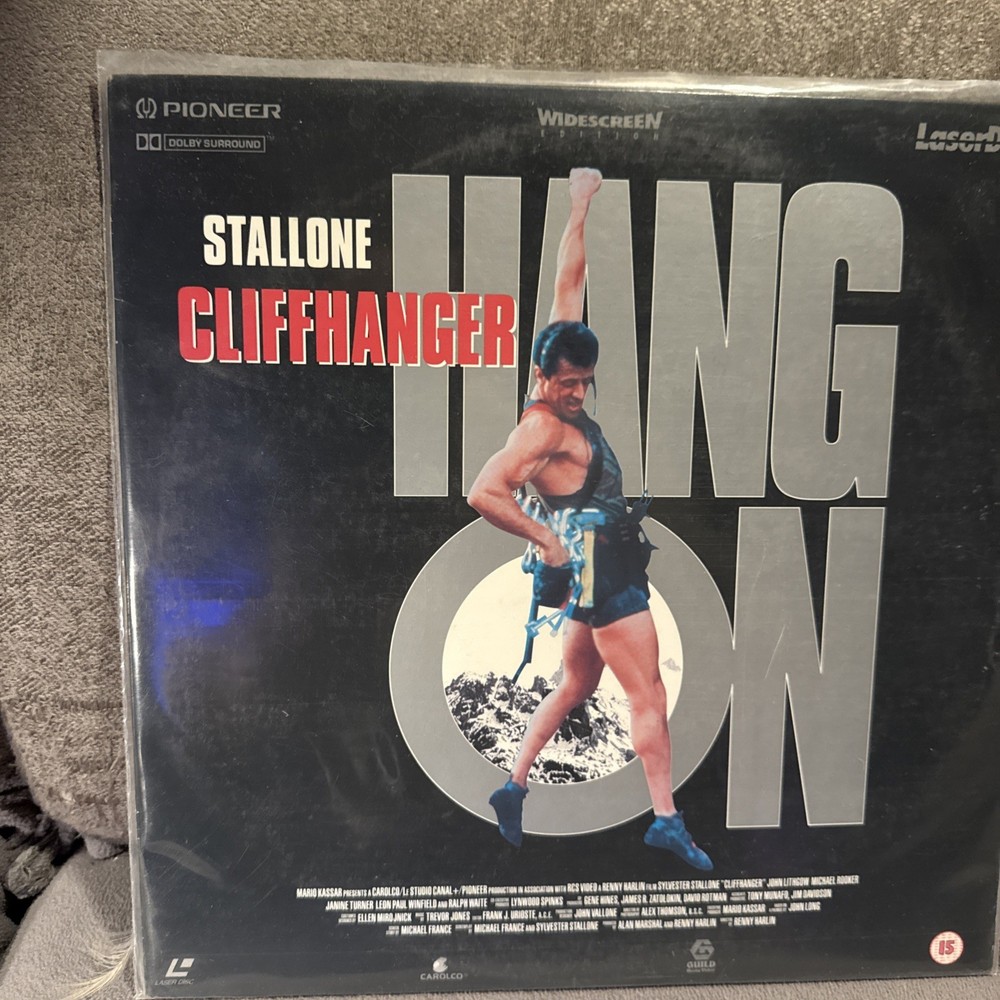 PIONEER
DOLBY SURROUND
WIDESCREEN
EDITION
LaserD
STALLONE
CLIFFHANGER
HANG
ON
MARIO KASSAR PRESENTS A CAROLCO/LE STUDIO CANAL+/PIONEER PRODUCTION IN ASSOCIATION WITH RCS VIDEO A RENNY HARLIN FILM SYLVESTER STALLONE "CLIFFHANGER" JOHN LITHGOW MICHAEL ROOKER
JANINE TURNER LEON PAUL WINFIELD AND RALPH WAITE LYNWOOD SPINKS GENE HINES, JAMES R. ZATOLOKIN, DAVID ROTMAN TONY MUNAFO, JIM DAVIDSON
ELLEN MIROJNICK TREVOR JONES FRANK J. URIOSTE, A.C.E. JOHN VALLONE ALEX THOMSON, B.S.C. MARIO KASSAR JOHN LONG
MICHAEL FRANCE MICHAEL FRANCE AND SYLVESTER STALLONE ALAN MARSHAL AND RENNY HARLIN RENNY HARLIN
LASER DISC
CAROLCO
GUILD
15